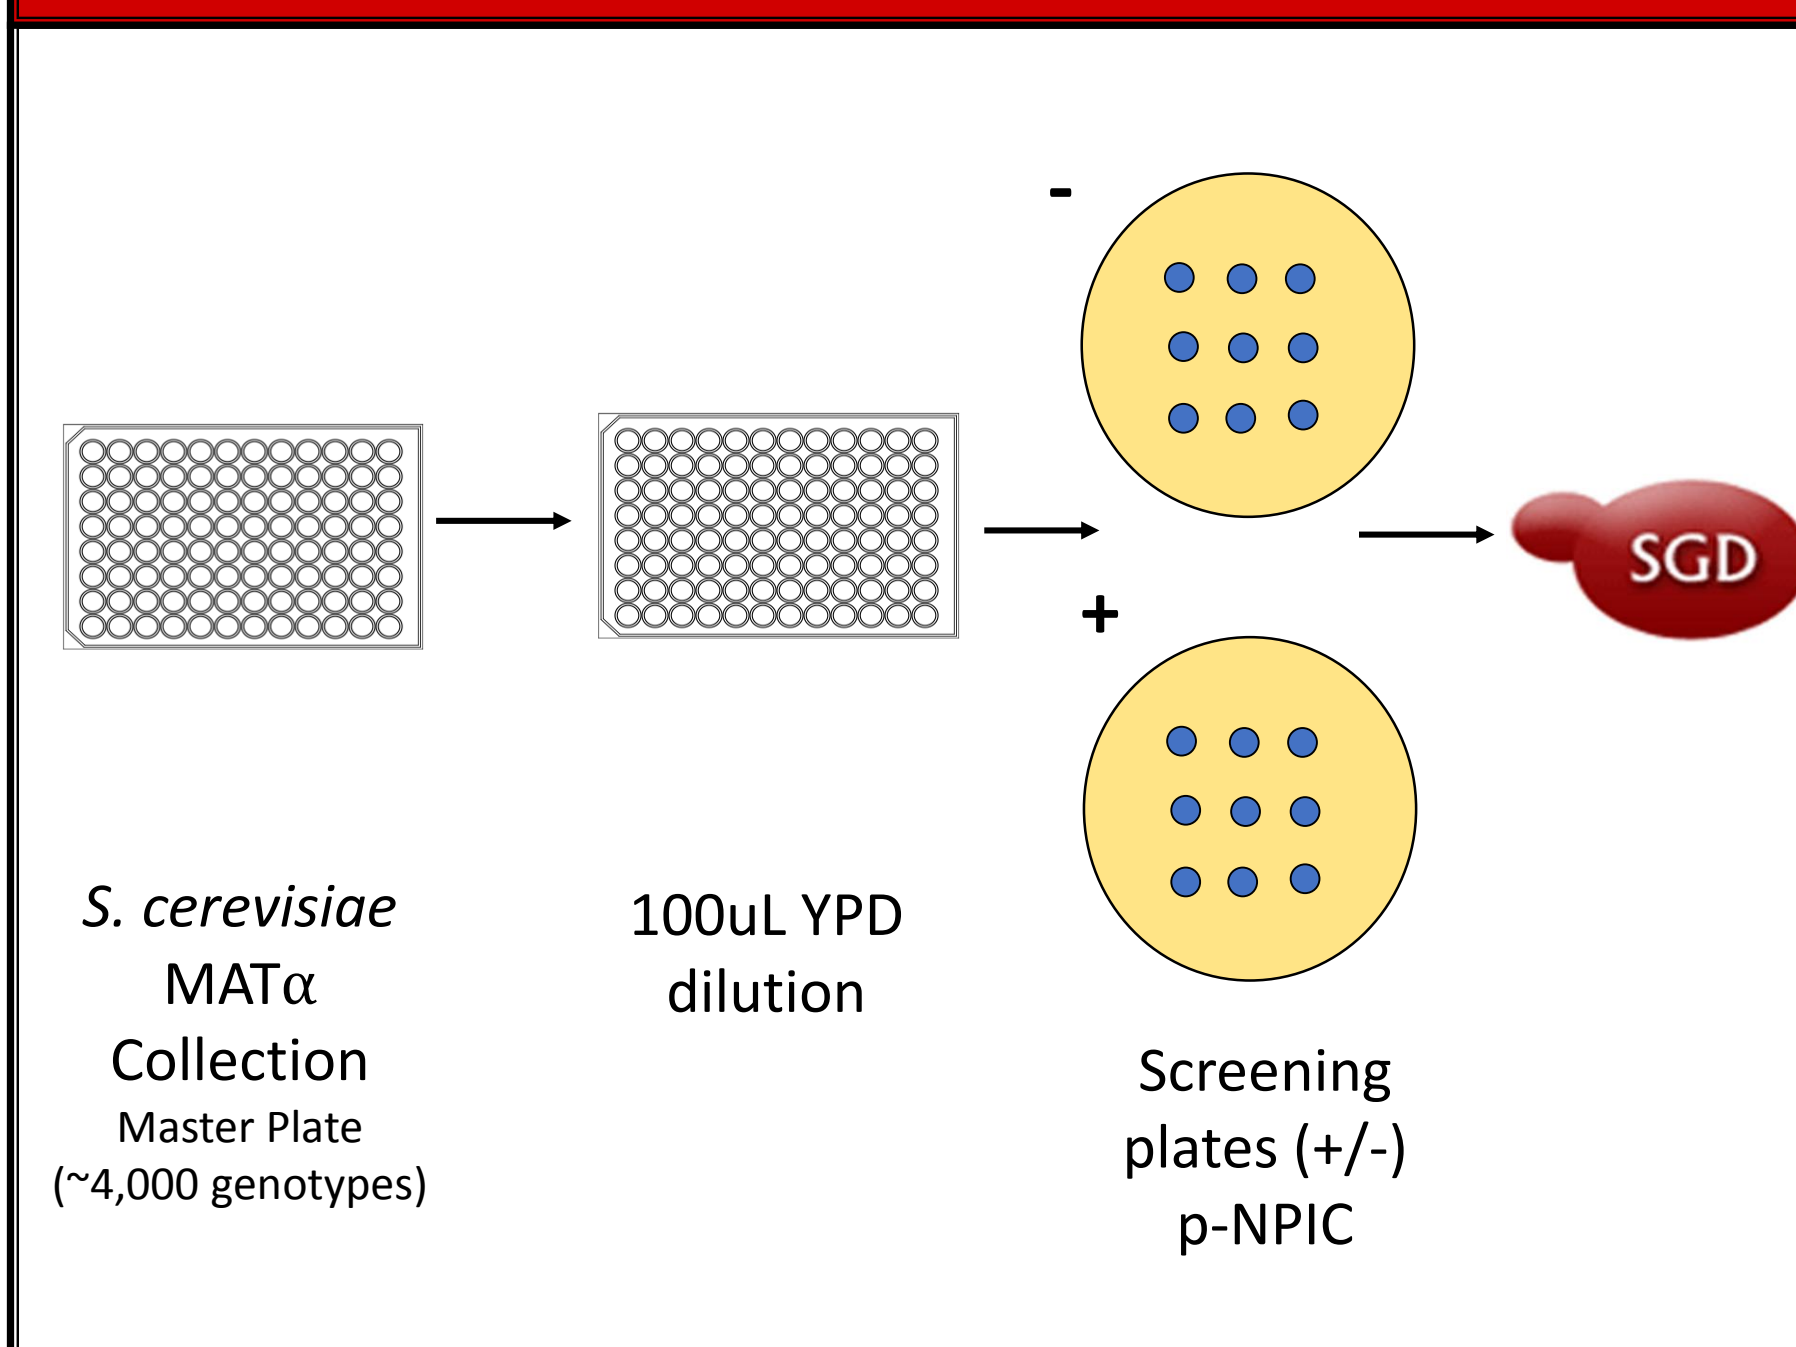 -
+
SGD
S. cerevisiae
MATα
Collection
Master Plate
(~4,000 genotypes)
100uL YPD
dilution
Screening
plates (+/-)
p-NPIC